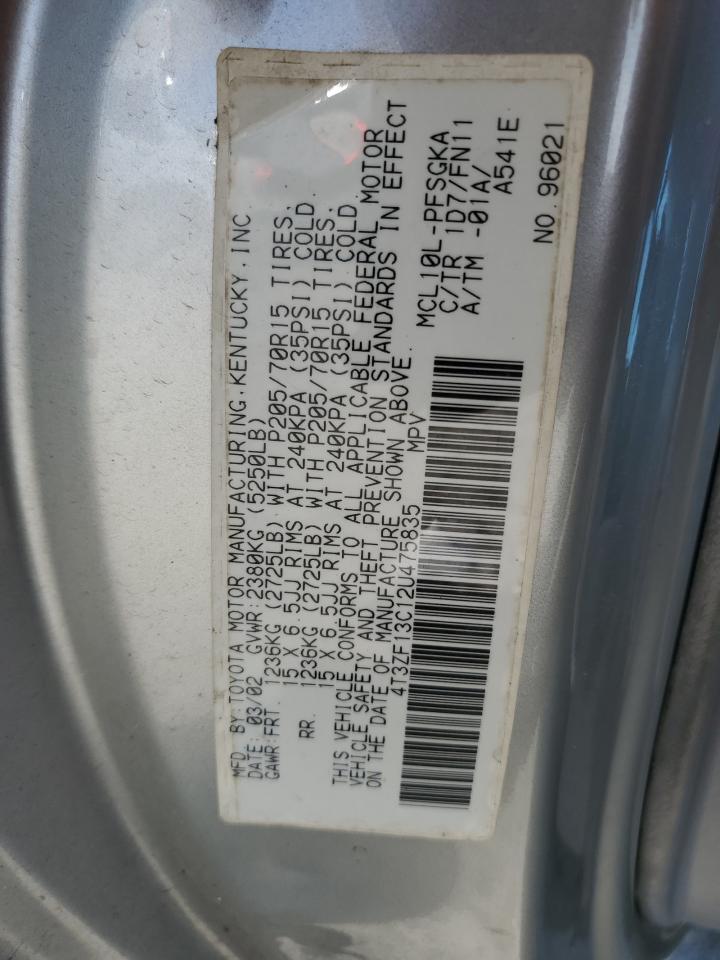 MFD. BY:TOYOTA MOTOR MANUFACTURING.KENTUCKY.INC.
DATE: 03/02 GVWR:2380KG (5250LB)
GAWR:FRT. 1236KG (2725LB) WITH P205/70R15 TIRES,
15 X 6.5JJ RIMS AT 240KPA (35PSI) COLD
RR. 1236KG (2725LB) WITH P205/70R15 TIRES,
15 X 6.5JJ RIMS AT 240KPA (35PSI) COLD
THIS VEHICLE CONFORMS TO ALL APPLICABLE FEDERAL MOTOR
VEHICLE SAFETY AND THEFT PREVENTION STANDARDS IN EFFECT
ON THE DATE OF MANUFACTURE SHOWN ABOVE.
4T3ZF13C12U475835 MPV
MCL10L-PFSGKA
C/TR 1D7/FN11
A/TM -01A/
A541E
NO.96021